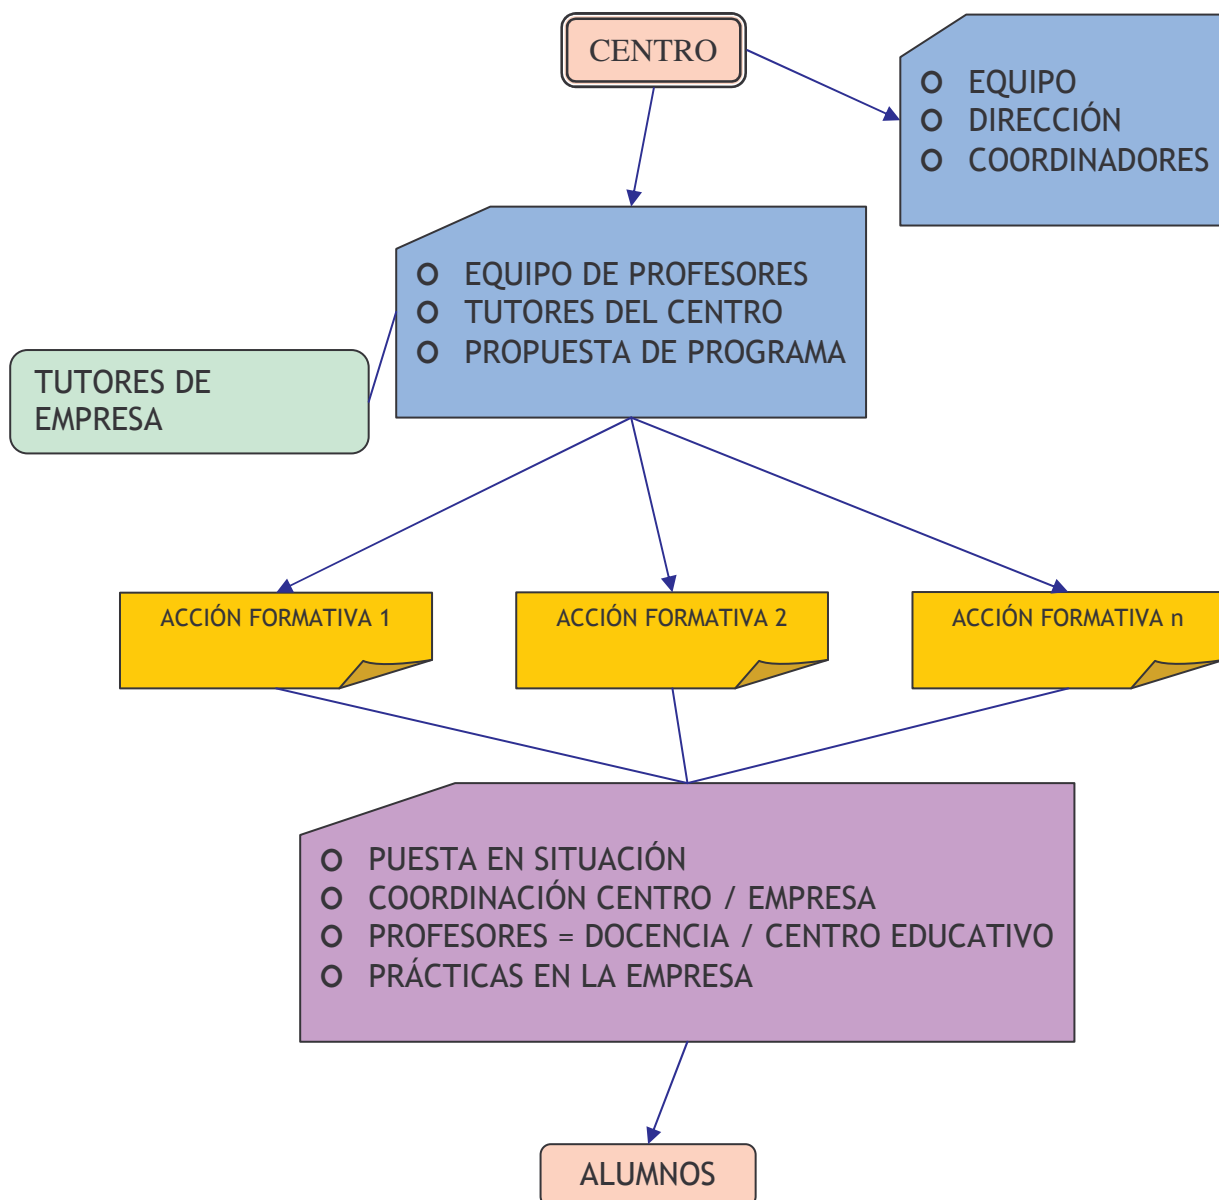 CENTRO
EQUIPO
DIRECCIÓN
COORDINADORES
EQUIPO DE PROFESORES
TUTORES DEL CENTRO
PROPUESTA DE PROGRAMA
TUTORES DE
EMPRESA
ACCIÓN FORMATIVA 1
ACCIÓN FORMATIVA 2
ACCIÓN FORMATIVA n
PUESTA EN SITUACIÓN
COORDINACIÓN CENTRO / EMPRESA
PROFESORES = DOCENCIA / CENTRO EDUCATIVO
PRÁCTICAS EN LA EMPRESA
ALUMNOS